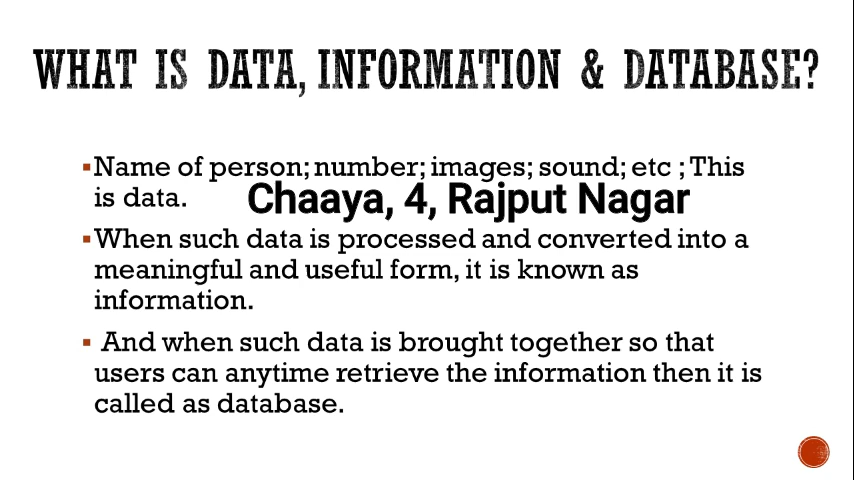 WHAT IS DATA, INFORMATION & DATABASE?
▪Name of person; number; images; sound; etc ; This
is data.
Chaaya, 4, Rajput Nagar
▪When such data is processed and converted into a
meaningful and useful form, it is known as
information.
▪ And when such data is brought together so that
users can anytime retrieve the information then it is
called as database.